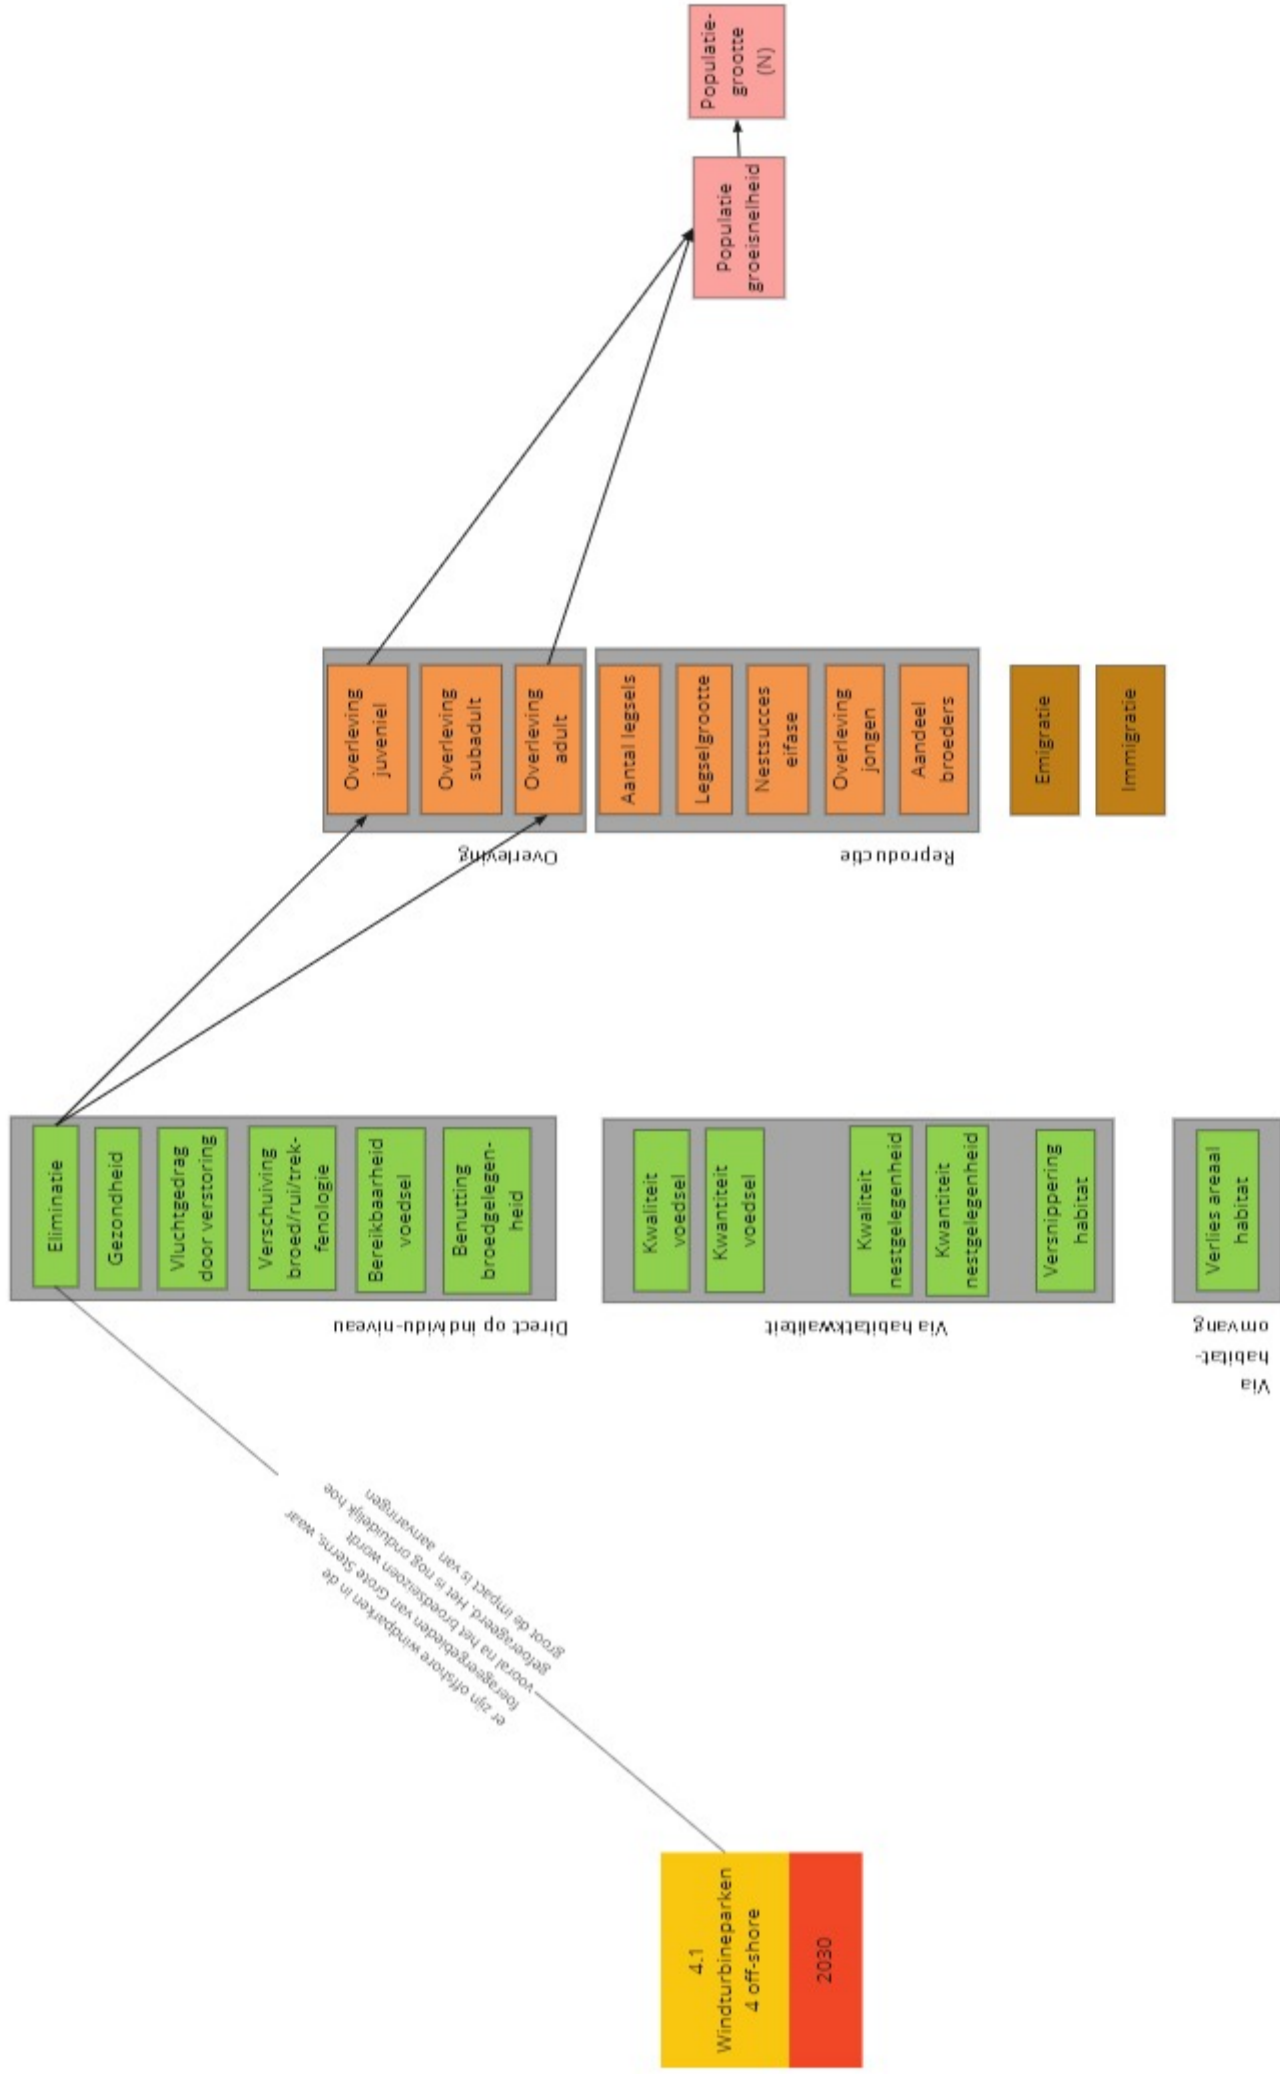 4.1
Windturbineparken
4 off-shore
2030
er zijn offshore windparken in de
foerageergebieden van Grote Sterns, waar
vooral na het broedseizoen wordt
gefoerageerd. Het is nog onduidelijk hoe
groot de impact is van aanvaringen
Direct op individu-niveau
Eliminatie
Gezondheid
Vluchtgedrag
door verstoring
Verschuiving
broed/rui/trek-
fenologie
Bereikbaarheid
voedsel
Benutting
broedgelegen-
heid
Via habitatkwaliteit
Kwaliteit
voedsel
Kwantiteit
voedsel
Kwaliteit
nestgelegenheid
Kwantiteit
nestgelegenheid
Versnippering
habitat
Via
habitat-
omvang
Verlies areaal
habitat
Overleving
Overleving
juveniel
Overleving
subadult
Overleving
adult
Reproductie
Aantal legsels
Legselgrootte
Nestsucces
eifase
Overleving
jongen
Aandeel
broeders
Emigratie
Immigratie
Populatie
groeisnelheid
Populatie-
grootte
(N)